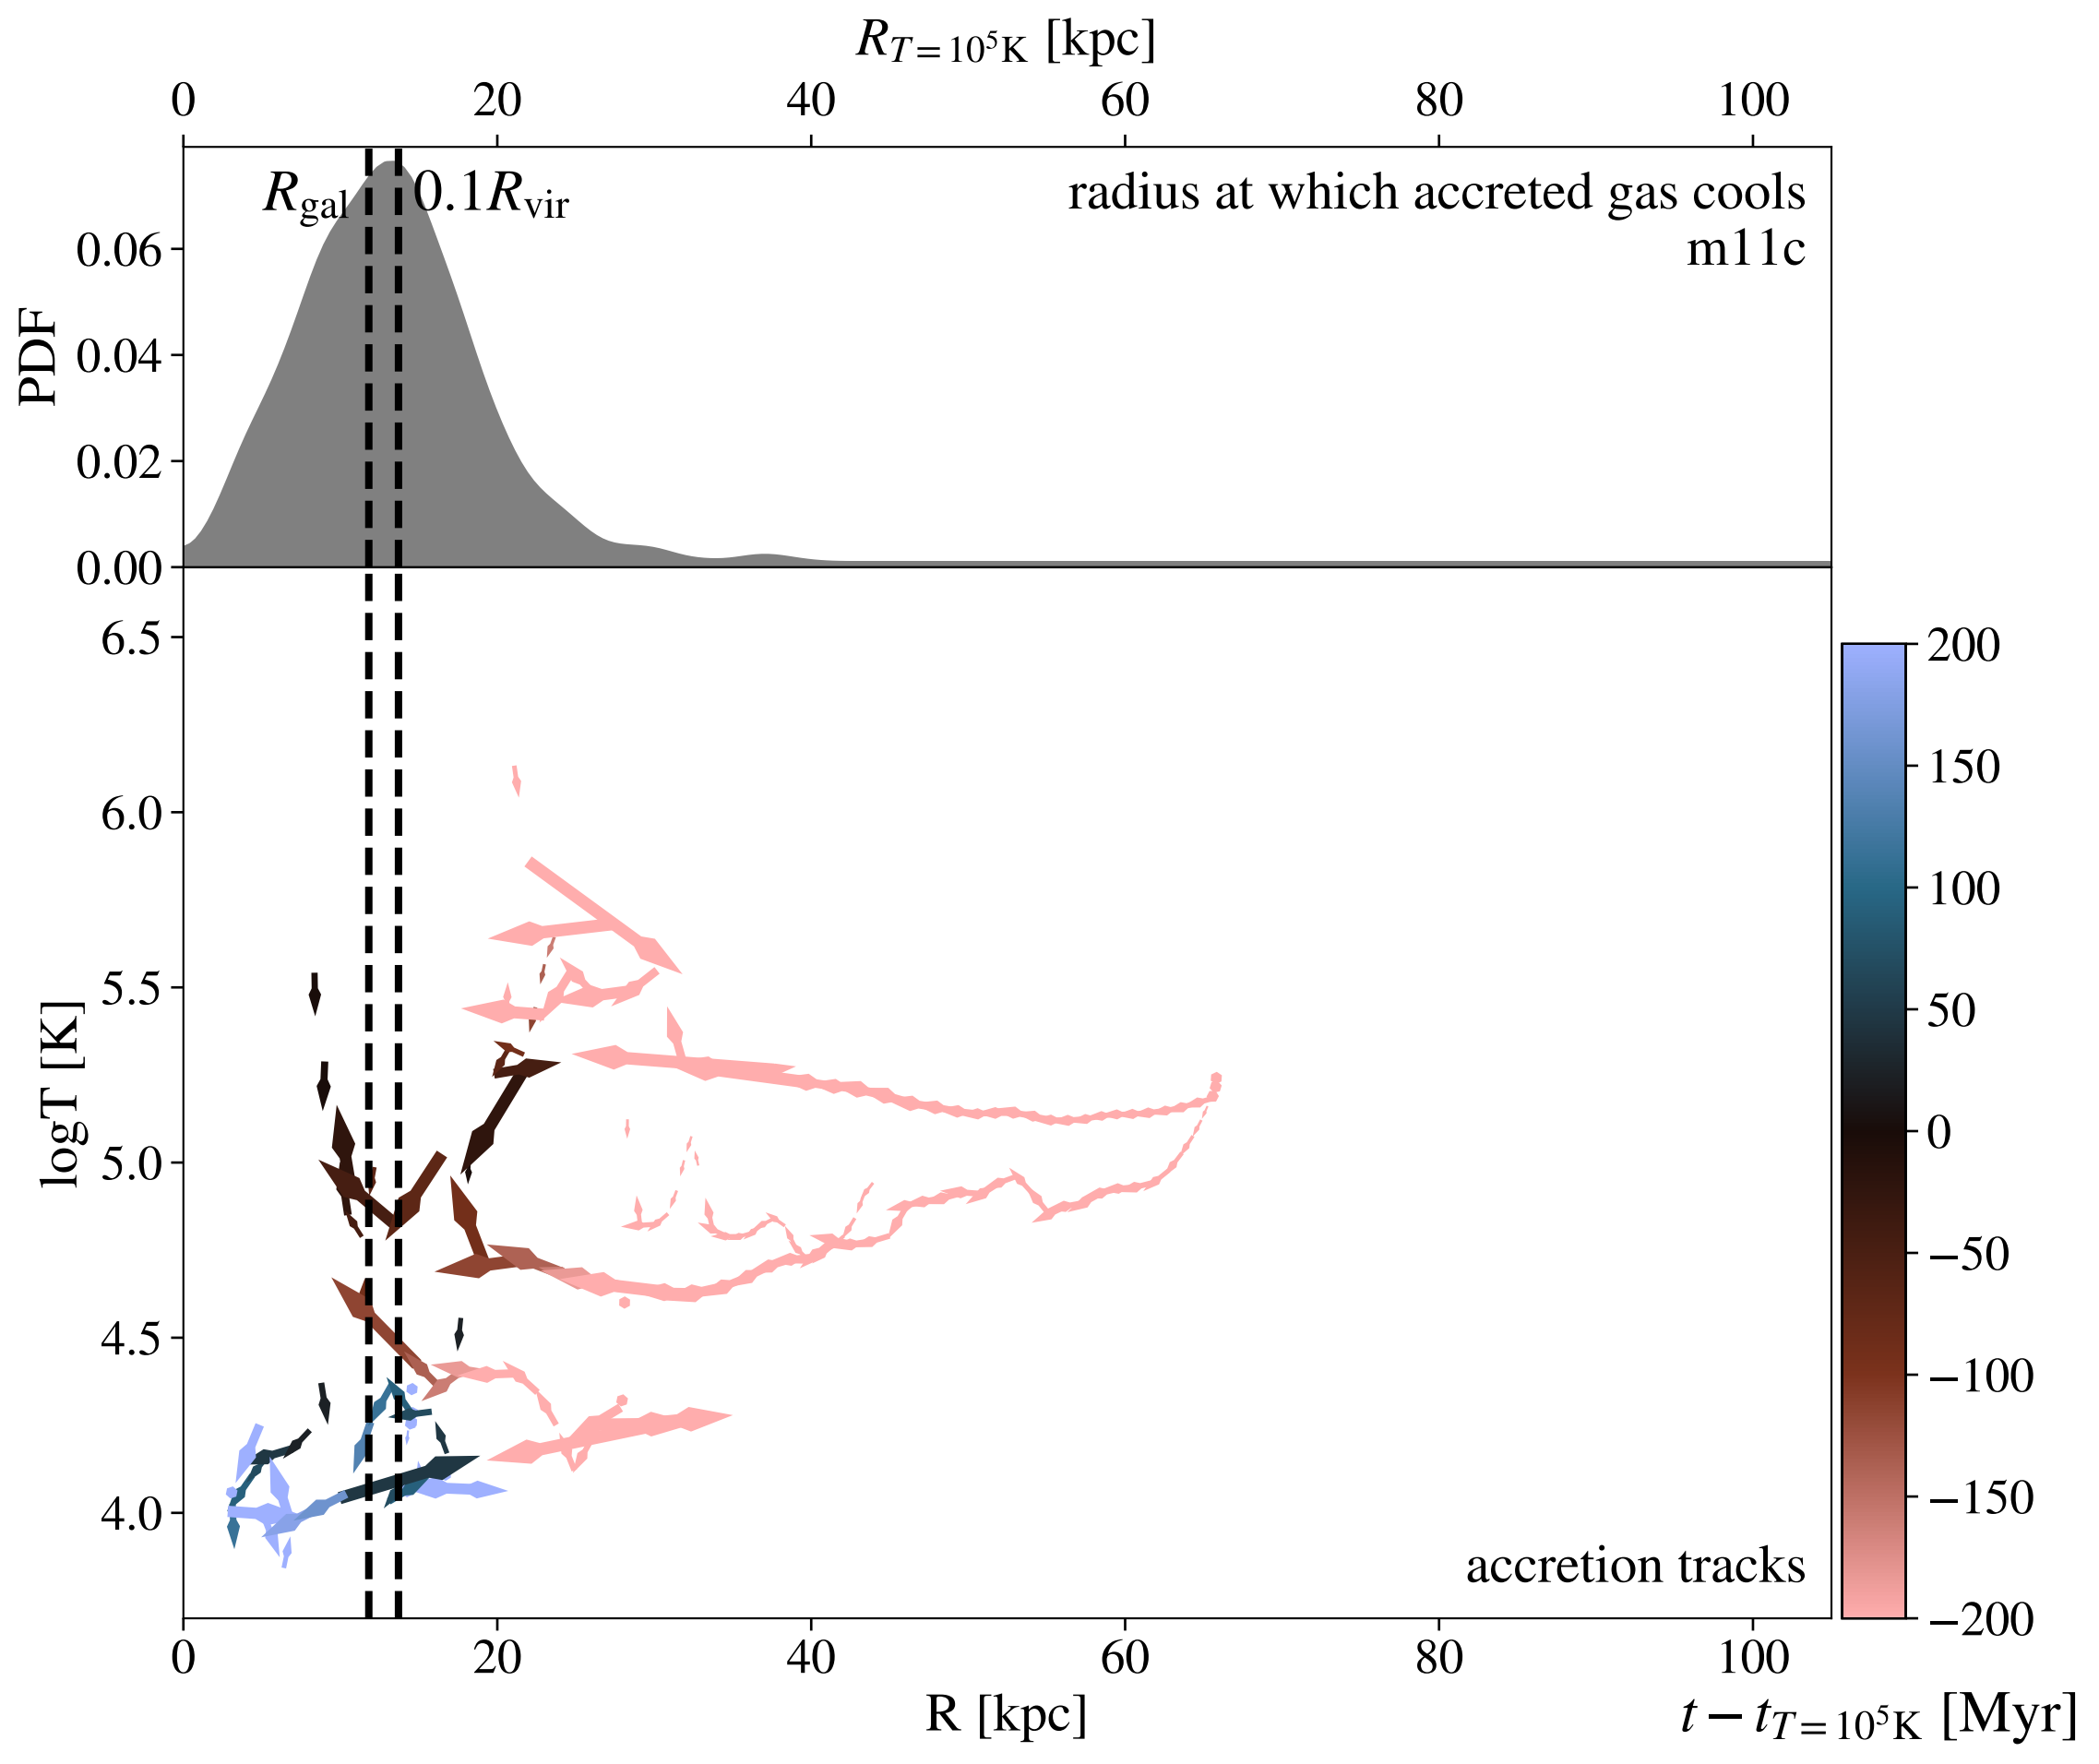 R_{T=10^5K} [kpc]
0 20 40 60 80 100
R_gal 0.1R_vir
radius at which accreted gas cools
m11c
PDF
0.06
0.04
0.02
0.00
logT [K]
6.5
6.0
5.5
5.0
4.5
4.0
accretion tracks
0 20 40 60 80 100
R [kpc]
200
150
100
50
0
−50
−100
−150
−200
t − t_{T=10^5K} [Myr]